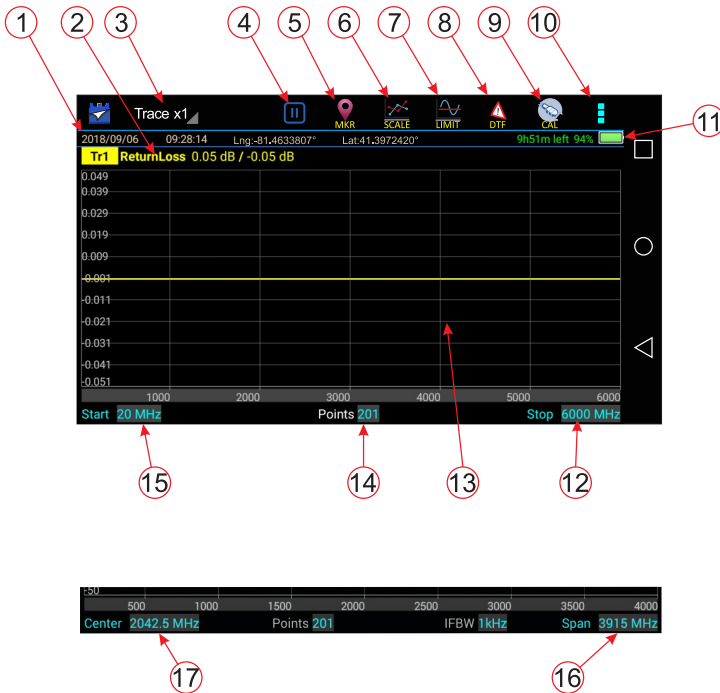 1 2 3 4 5 6 7 8 9 10
Trace x1
MKR SCALE LIMIT DTF CAL
11
2018/09/06 09:28:14 Lng:-81.4633807° Lat:41.3972420° 9h51m left 94%
Tr1 ReturnLoss 0.05 dB / -0.05 dB
0.049
0.039
0.029
0.019
0.009
-0.001
-0.011
-0.021
-0.031
-0.041
-0.051
1000 2000 3000 4000 5000 6000
Start 20 MHz Points 201 Stop 6000 MHz
15 14 13 12
-50
500 1000 1500 2000 2500 3000 3500 4000
Center 2042.5 MHz Points 201 IFBW 1kHz Span 3915 MHz
17 16